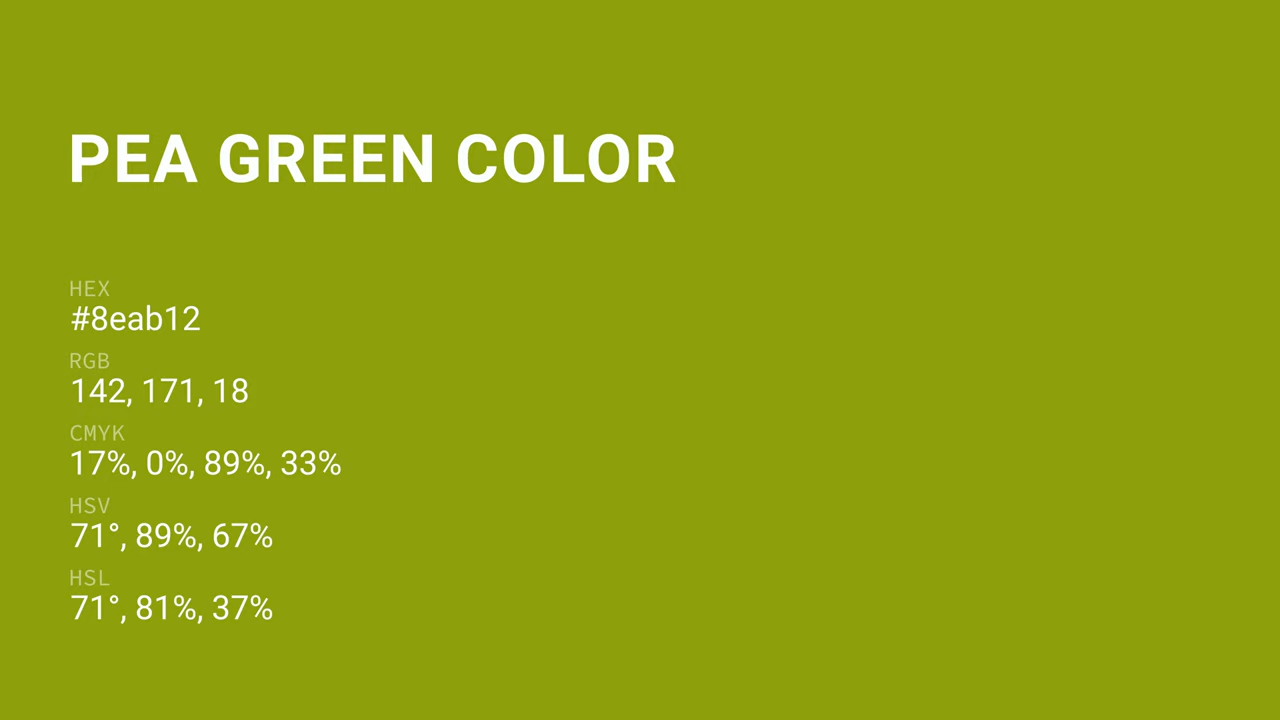 PEA GREEN COLOR
HEX
#8eab12
RGB
142, 171, 18
CMYK
17%, 0%, 89%, 33%
HSV
71°, 89%, 67%
HSL
71°, 81%, 37%